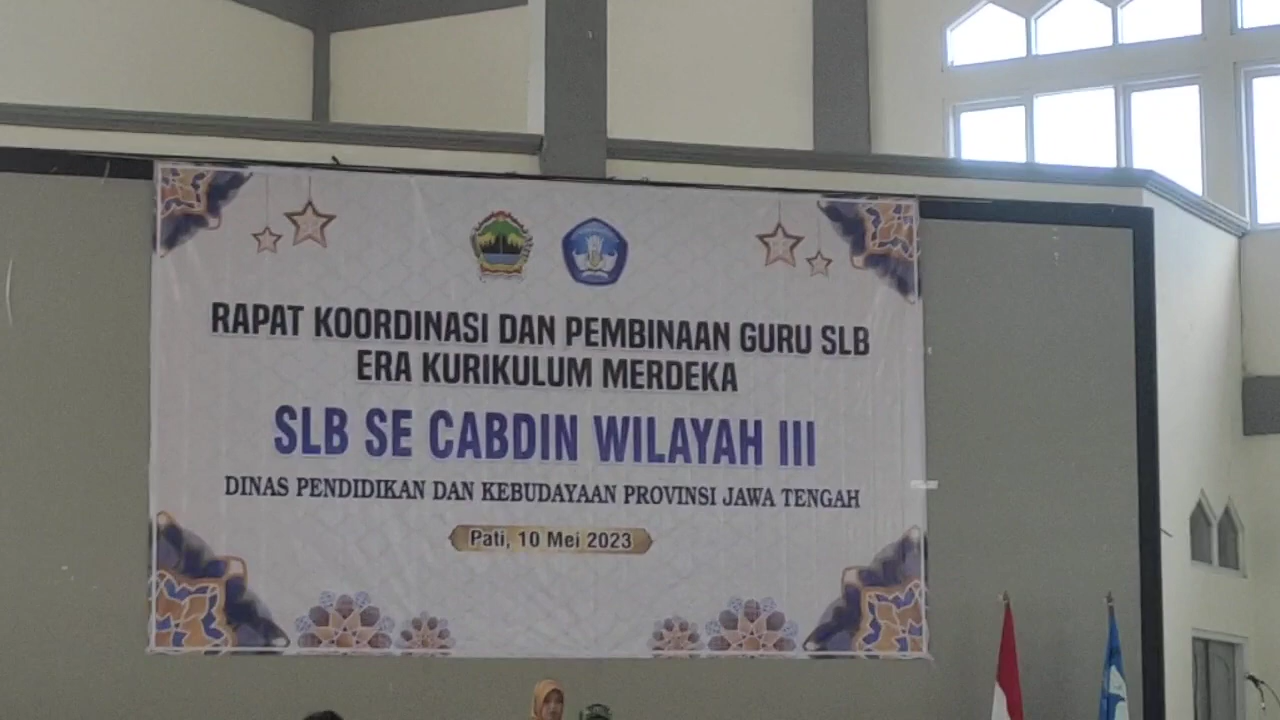 RAPAT KOORDINASI DAN PEMBINAAN GURU SLB
ERA KURIKULUM MERDEKA
SLB SE CABDIN WILAYAH III
DINAS PENDIDIKAN DAN KEBUDAYAAN PROVINSI JAWA TENGAH
Pati, 10 Mei 2023